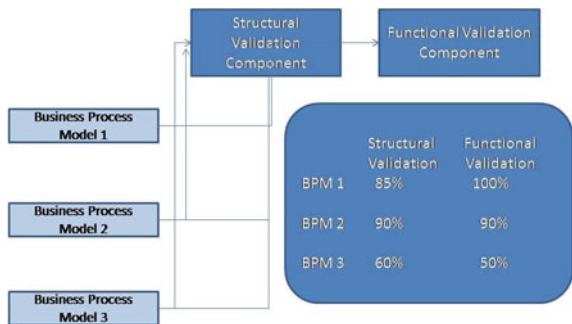 Structural
Validation
Component
Functional Validation
Component
Business Process
Model 1
Business Process
Model 2
Business Process
Model 3
Structural Functional
Validation Validation
BPM 1 85% 100%
BPM 2 90% 90%
BPM 3 60% 50%